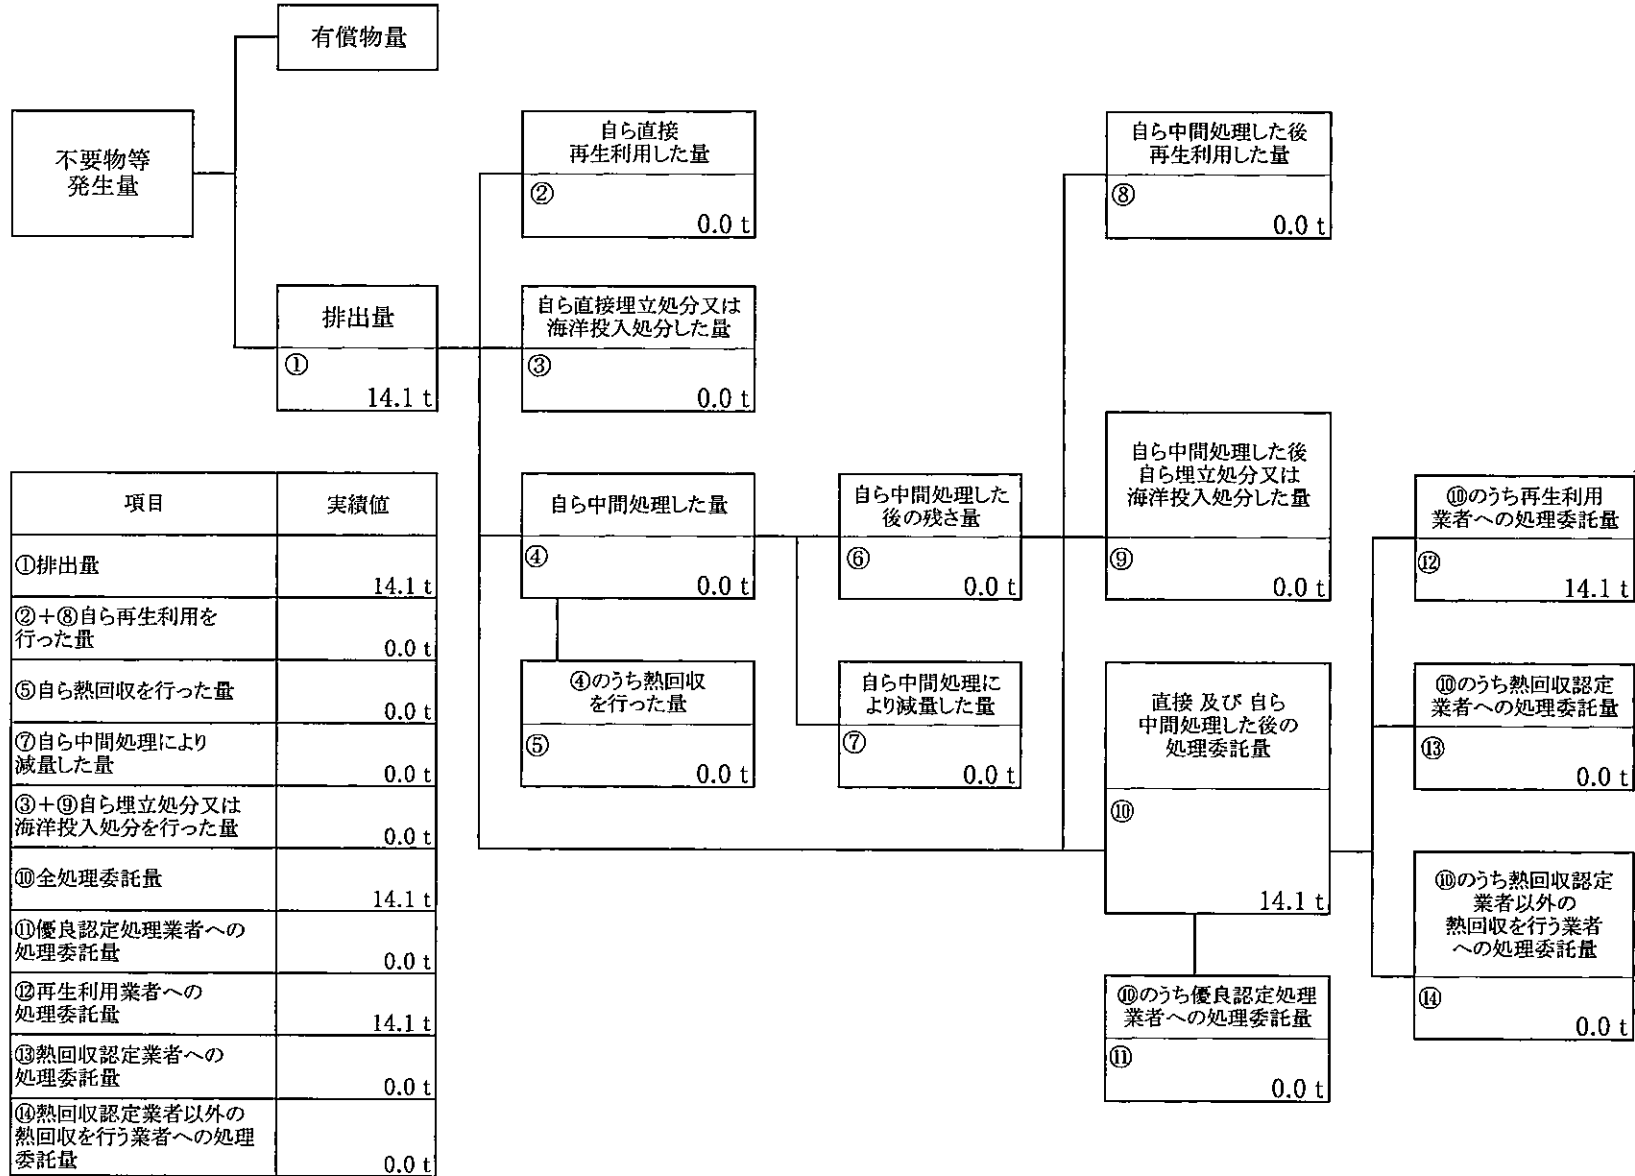 有償物量
不要物等
発生量
排出量
①
14.1 t
自ら直接
再生利用した量
②
0.0 t
自ら直接埋立処分又は
海洋投入処分した量
③
0.0 t
自ら中間処理した量
④
0.0 t
④のうち熱回収
を行った量
⑤
0.0 t
自ら中間処理した
後の残さ量
⑥
0.0 t
自ら中間処理に
より減量した量
⑦
0.0 t
自ら中間処理した後
再生利用した量
⑧
0.0 t
自ら中間処理した後
自ら埋立処分又は
海洋投入処分した量
⑨
0.0 t
直接 及び 自ら
中間処理した後の
処理委託量
⑩
14.1 t
⑩のうち優良認定処理
業者への処理委託量
⑪
0.0 t
⑩のうち再生利用
業者への処理委託量
⑫
14.1 t
⑩のうち熱回収認定
業者への処理委託量
⑬
0.0 t
⑩のうち熱回収認定
業者以外の
熱回収を行う業者
への処理委託量
⑭
0.0 t
項目 実績値
①排出量
14.1 t
②＋⑧自ら再生利用を
行った量
0.0 t
⑤自ら熱回収を行った量
0.0 t
⑦自ら中間処理により
減量した量
0.0 t
③＋⑨自ら埋立処分又は
海洋投入処分を行った量
0.0 t
⑩全処理委託量
14.1 t
⑪優良認定処理業者への
処理委託量
0.0 t
⑫再生利用業者への
処理委託量
14.1 t
⑬熱回収認定業者への
処理委託量
0.0 t
⑭熱回収認定業者以外の
熱回収を行う業者への処理
委託量
0.0 t